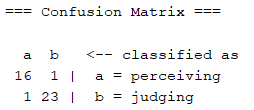 === Confusion Matrix ===
a b <-- classified as
16 1 | a = perceiving
1 23 | b = judging